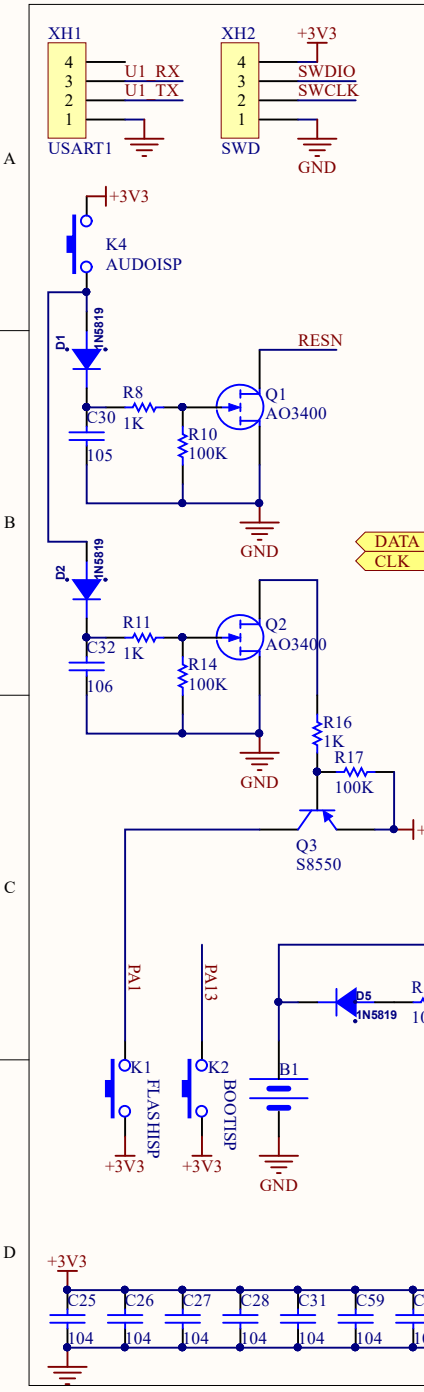 XH1
4
3
2
1
U1_RX
U1_TX
USART1
XH2
+3V3
4
3
2
1
SWDIO
SWCLK
SWD
GND
A
+3V3
K4
AUDOISP
D1
1N5819
RESN
R8
1K
Q1
AO3400
C30
105
R10
100K
GND
B
DATA
CLK
D2
1N5819
R11
1K
Q2
AO3400
C32
106
R14
100K
R16
1K
GND
R17
100K
Q3
S8550
+
C
PA1
PA13
D5
1N5819
R
10
K1
FLASHISP
K2
BOOTISP
B1
+3V3
+3V3
GND
D
+3V3
C25
C26
C27
C28
C31
C59
C
104
104
104
104
104
104